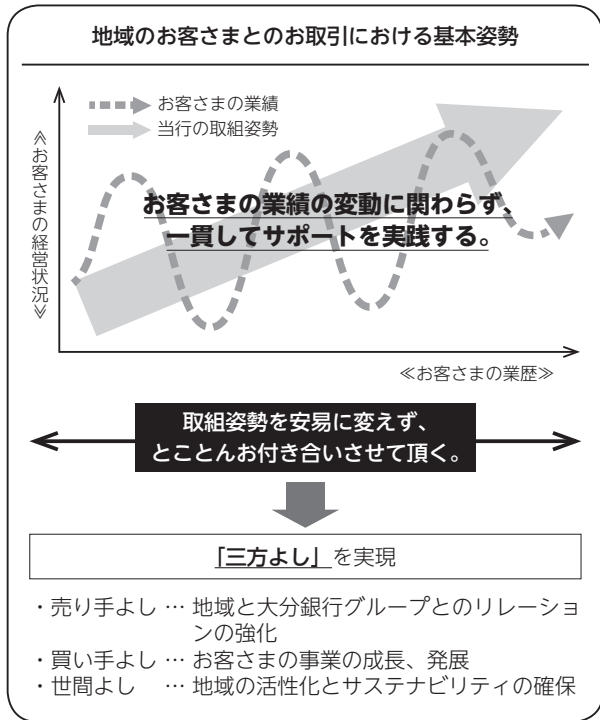 地域のお客さまとのお取引における基本姿勢
お客さまの業績
当行の取組姿勢
≪お客さまの経営状況≫
お客さまの業績の変動に関わらず、
一貫してサポートを実践する。
≪お客さまの業歴≫
取組姿勢を安易に変えず、
とことんお付き合いさせて頂く。
「三方よし」を実現
・売り手よし … 地域と大分銀行グループとのリレーショ
ンの強化
・買い手よし … お客さまの事業の成長、発展
・世間よし … 地域の活性化とサステナビリティの確保